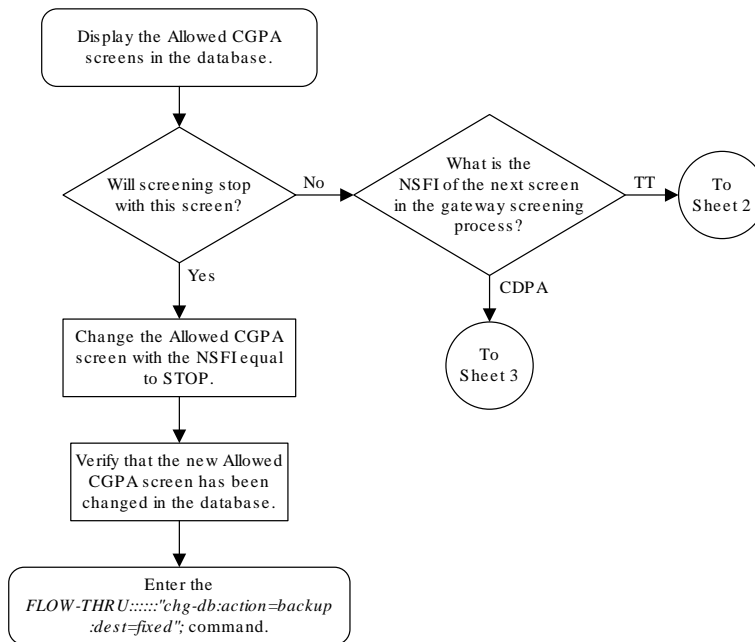 Display the Allowed CGPA
screens in the database.
Will screening stop
with this screen?
No
What is the
NSFI of the next screen
in the gateway screening
process?
TT
To
Sheet 2
Yes
CDPA
Change the Allowed CGPA
screen with the NSFI equal
to STOP.
To
Sheet 3
Verify that the new Allowed
CGPA screen has been
changed in the database.
Enter the
FLOW-THRU::::::"chg-db:action=backup
:dest=fixed"; command.